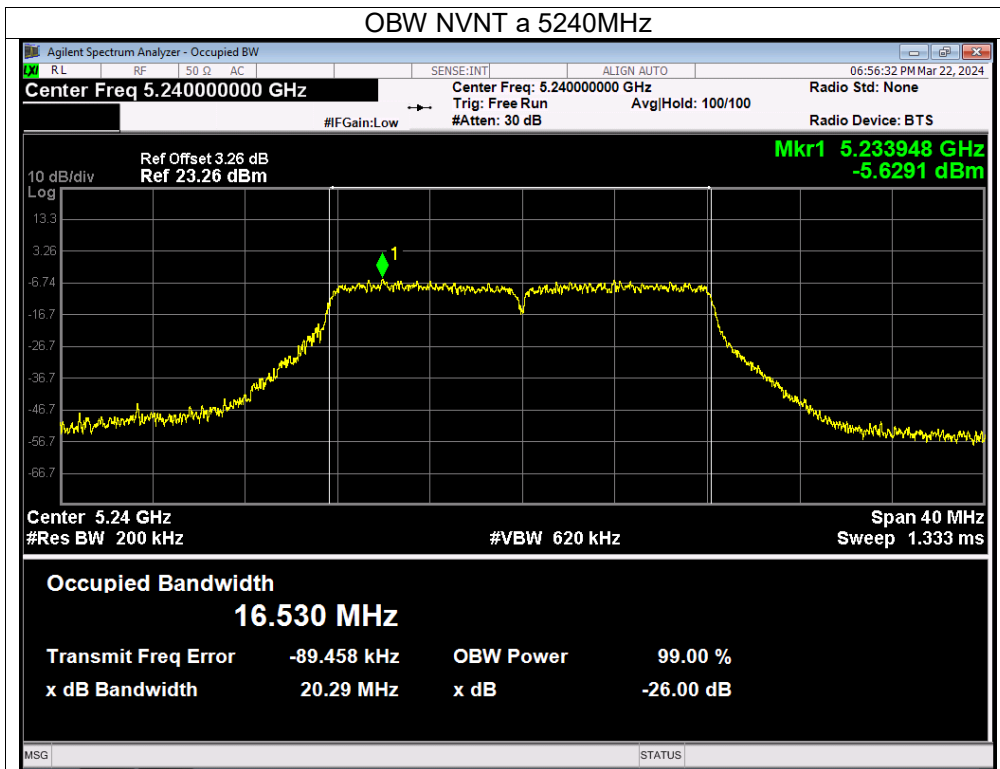 OBW NVNT a 5240MHz
Agilent Spectrum Analyzer - Occupied BW
LXI RL RF 50 Ω AC SENSE:INT ALIGN AUTO 06:56:32 PM Mar 22, 2024
Center Freq 5.240000000 GHz Center Freq: 5.240000000 GHz Radio Std: None
Trig: Free Run Avg|Hold: 100/100
#IFGain:Low #Atten: 30 dB Radio Device: BTS
Mkr1 5.233948 GHz
-5.6291 dBm
Ref Offset 3.26 dB
10 dB/div Ref 23.26 dBm
Log
13.3
3.26
1
-6.74
-16.7
-26.7
-36.7
-46.7
-56.7
-66.7
Center 5.24 GHz Span 40 MHz
#Res BW 200 kHz #VBW 620 kHz Sweep 1.333 ms
Occupied Bandwidth
16.530 MHz
Transmit Freq Error -89.458 kHz OBW Power 99.00 %
x dB Bandwidth 20.29 MHz x dB -26.00 dB
MSG STATUS